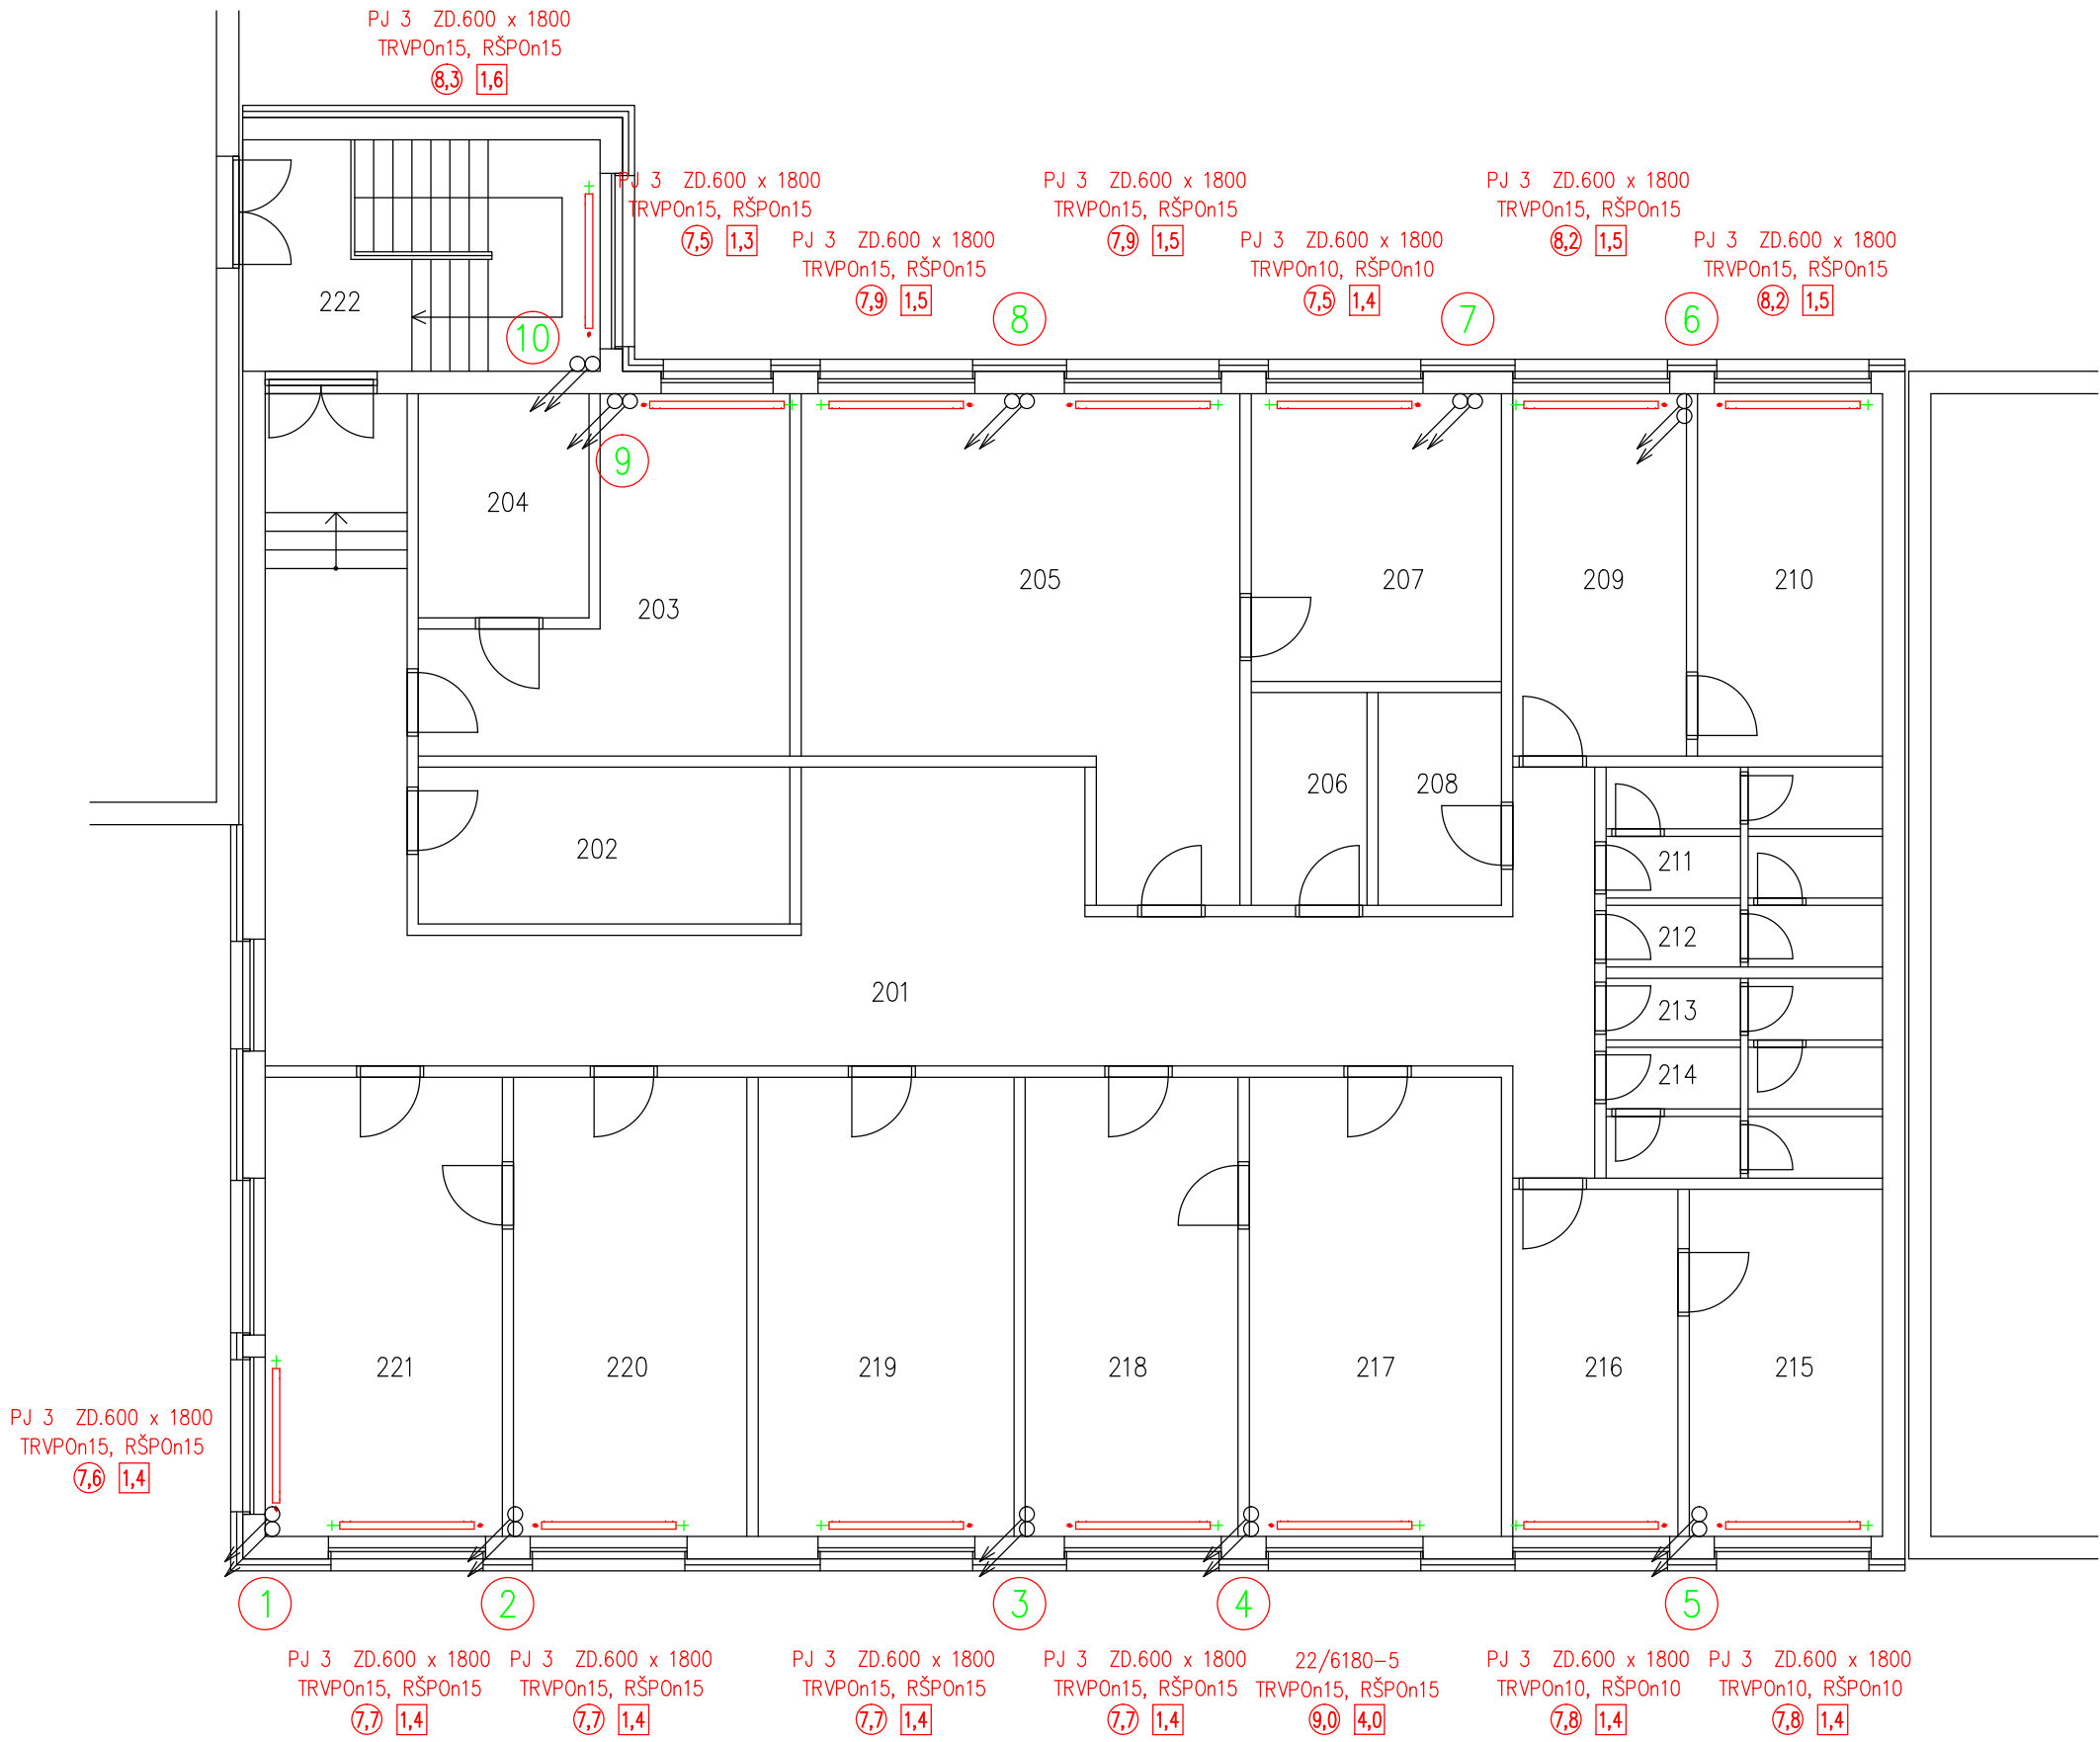 PJ 3 ZD.600 x 1800
TRVPOn15, RŠPOn15
8,3 1,6
PJ 3 ZD.600 x 1800
TRVPOn15, RŠPOn15
7,5 1,3
PJ 3 ZD.600 x 1800
TRVPOn15, RŠPOn15
7,9 1,5
PJ 3 ZD.600 x 1800
TRVPOn15, RŠPOn15
7,9 1,5
PJ 3 ZD.600 x 1800
TRVPOn10, RŠPOn10
7,5 1,4
PJ 3 ZD.600 x 1800
TRVPOn15, RŠPOn15
8,2 1,5
PJ 3 ZD.600 x 1800
TRVPOn15, RŠPOn15
8,2 1,5
222
10
8
7
6
9
204
203
205
207
209
210
206
208
202
211
212
213
214
201
221
220
219
218
217
216
215
PJ 3 ZD.600 x 1800
TRVPOn15, RŠPOn15
7,6 1,4
1
2
3
4
5
PJ 3 ZD.600 x 1800
TRVPOn15, RŠPOn15
7,7 1,4
PJ 3 ZD.600 x 1800
TRVPOn15, RŠPOn15
7,7 1,4
PJ 3 ZD.600 x 1800
TRVPOn15, RŠPOn15
7,7 1,4
PJ 3 ZD.600 x 1800
TRVPOn15, RŠPOn15
7,7 1,4
22/6180-5
TRVPOn15, RŠPOn15
9,0 4,0
PJ 3 ZD.600 x 1800
TRVPOn10, RŠPOn10
7,8 1,4
PJ 3 ZD.600 x 1800
TRVPOn10, RŠPOn10
7,8 1,4